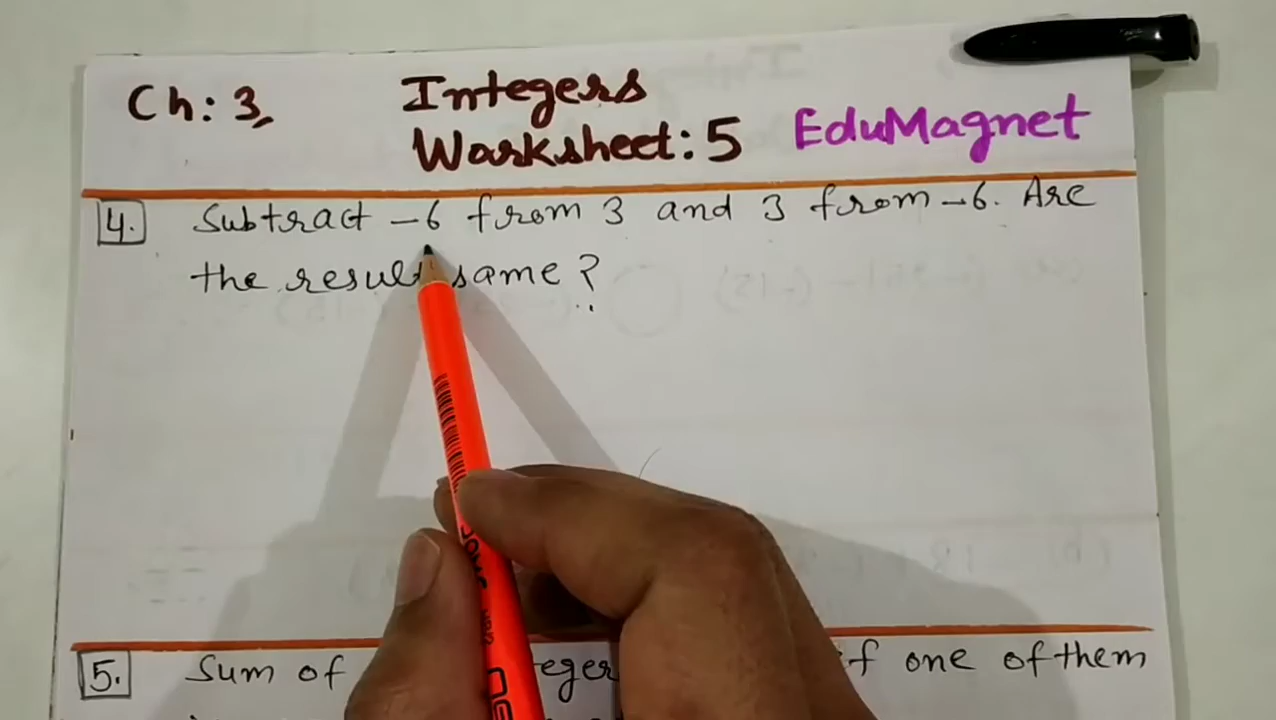 Ch: 3, Integers
Worksheet: 5 EduMagnet
4. Subtract -6 from 3 and 3 from -6. Are
the result same?
5. Sum of one of them